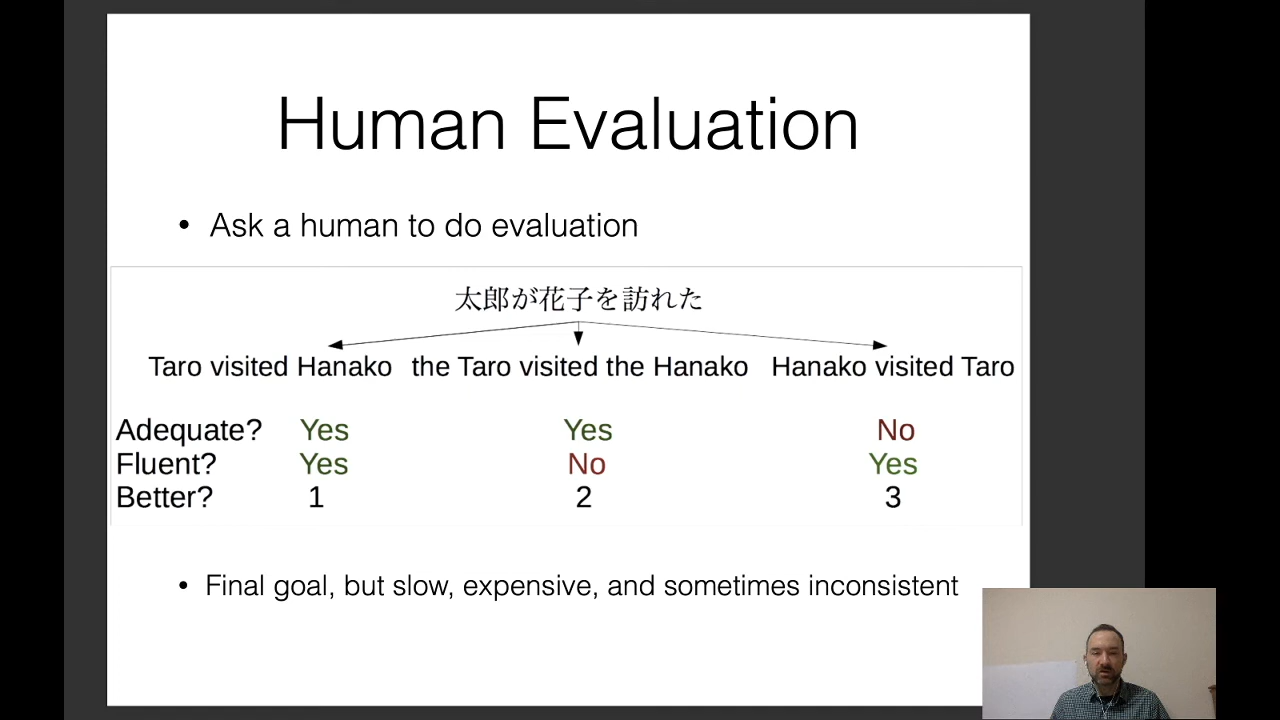 Human Evaluation
• Ask a human to do evaluation
太郎が花子を訪れた
Taro visited Hanako the Taro visited the Hanako Hanako visited Taro
Adequate? Yes Yes No
Fluent? Yes No Yes
Better? 1 2 3
• Final goal, but slow, expensive, and sometimes inconsistent